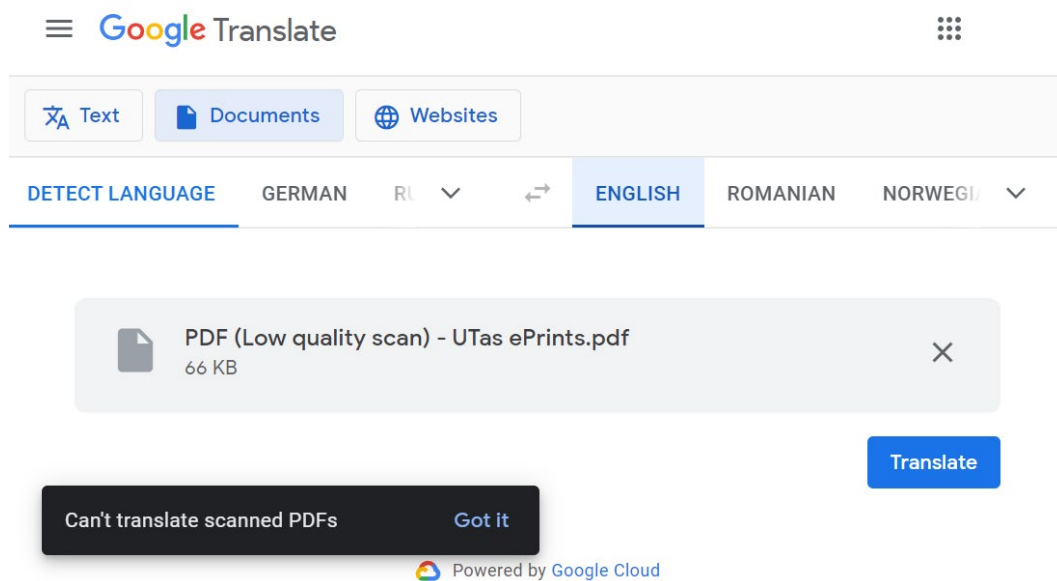 Google Translate
Text Documents Websites
DETECT LANGUAGE GERMAN ENGLISH ROMANIAN NORWEGI
PDF (Low quality scan) - UTas ePrints.pdf
66 KB
Translate
Can't translate scanned PDFs Got it
Powered by Google Cloud